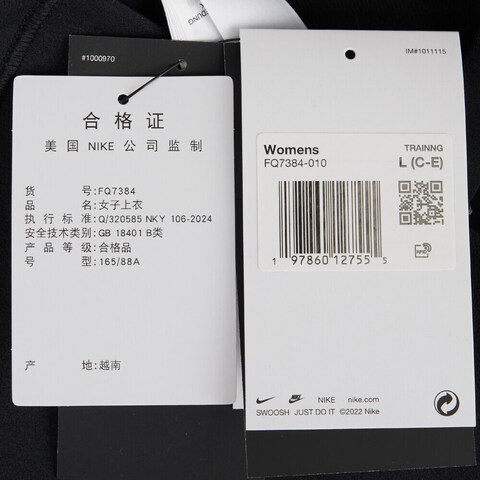 DUNG
#1000970
合格证
美国 NIKE 公司监制
货 号:FQ7384
品 名:女子上衣
执行标准:Q/320585 NKY 106-2024
安全技术类别:GB 18401 B类
产品等级:合格品
号 型:165/88A
产 地:越南
IM#1011115
Womens
TRAINNG
FQ7384-010
L (C-E)
1 97860 12755 5
RFID
NIKE nike.com
SWOOSH JUST DO IT ©2022 Nike